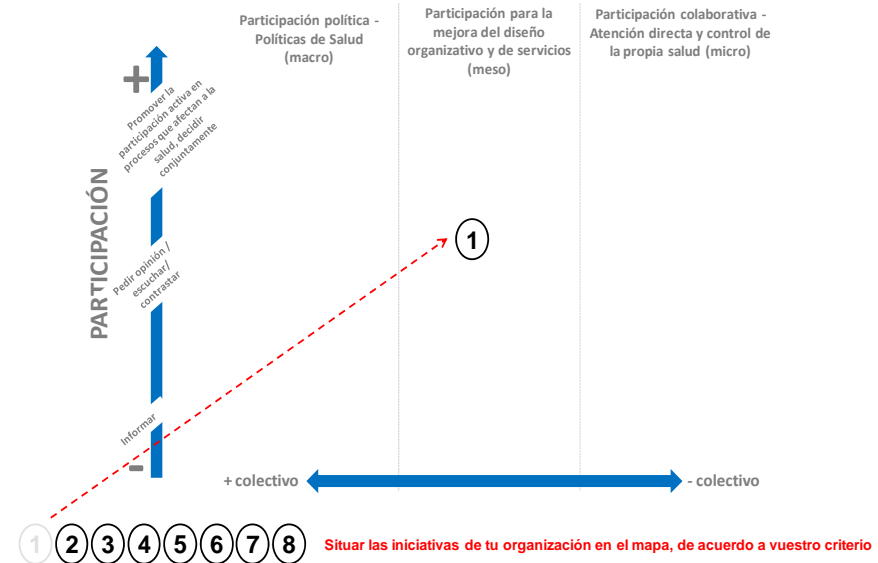 Participación política -
Políticas de Salud
(macro)
Participación para la
mejora del diseño
organizativo y de servicios
(meso)
Participación colaborativa -
Atención directa y control de
la propia salud (micro)
+
Promover la
participación activa en
procesos que afectan a la
salud, decidir
conjuntamente
PARTICIPACIÓN
Pedir opinión /
escuchar/
contrastar
Informar
-
1
+ colectivo
- colectivo
1 2 3 4 5 6 7 8
Situar las iniciativas de tu organización en el mapa, de acuerdo a vuestro criterio